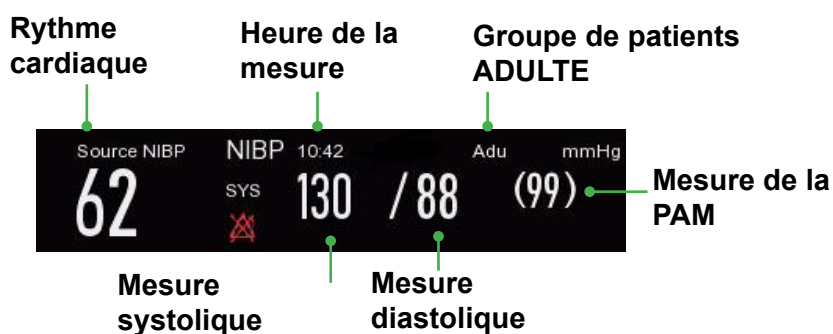 Rythme
cardiaque
Heure de la
mesure
Groupe de patients
ADULTE
Source NIBP
NIBP 10:42
Adu mmHg
62
SYS
130 / 88 (99)
Mesure de la
PAM
Mesure
systolique
Mesure
diastolique